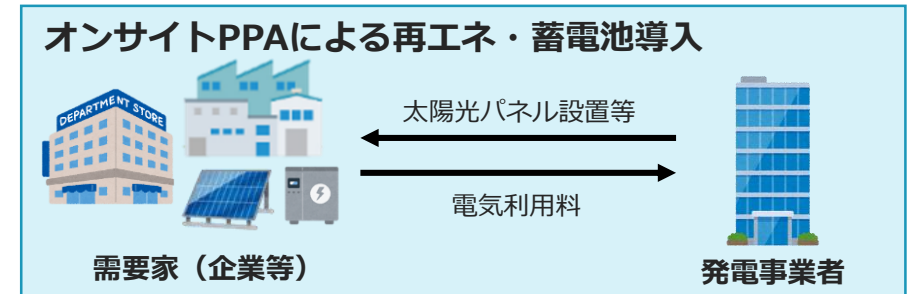 オンサイトPPAによる再エネ・蓄電池導入
DEPARTMENT STORE
太陽光パネル設置等
電気利用料
需要家（企業等）
発電事業者